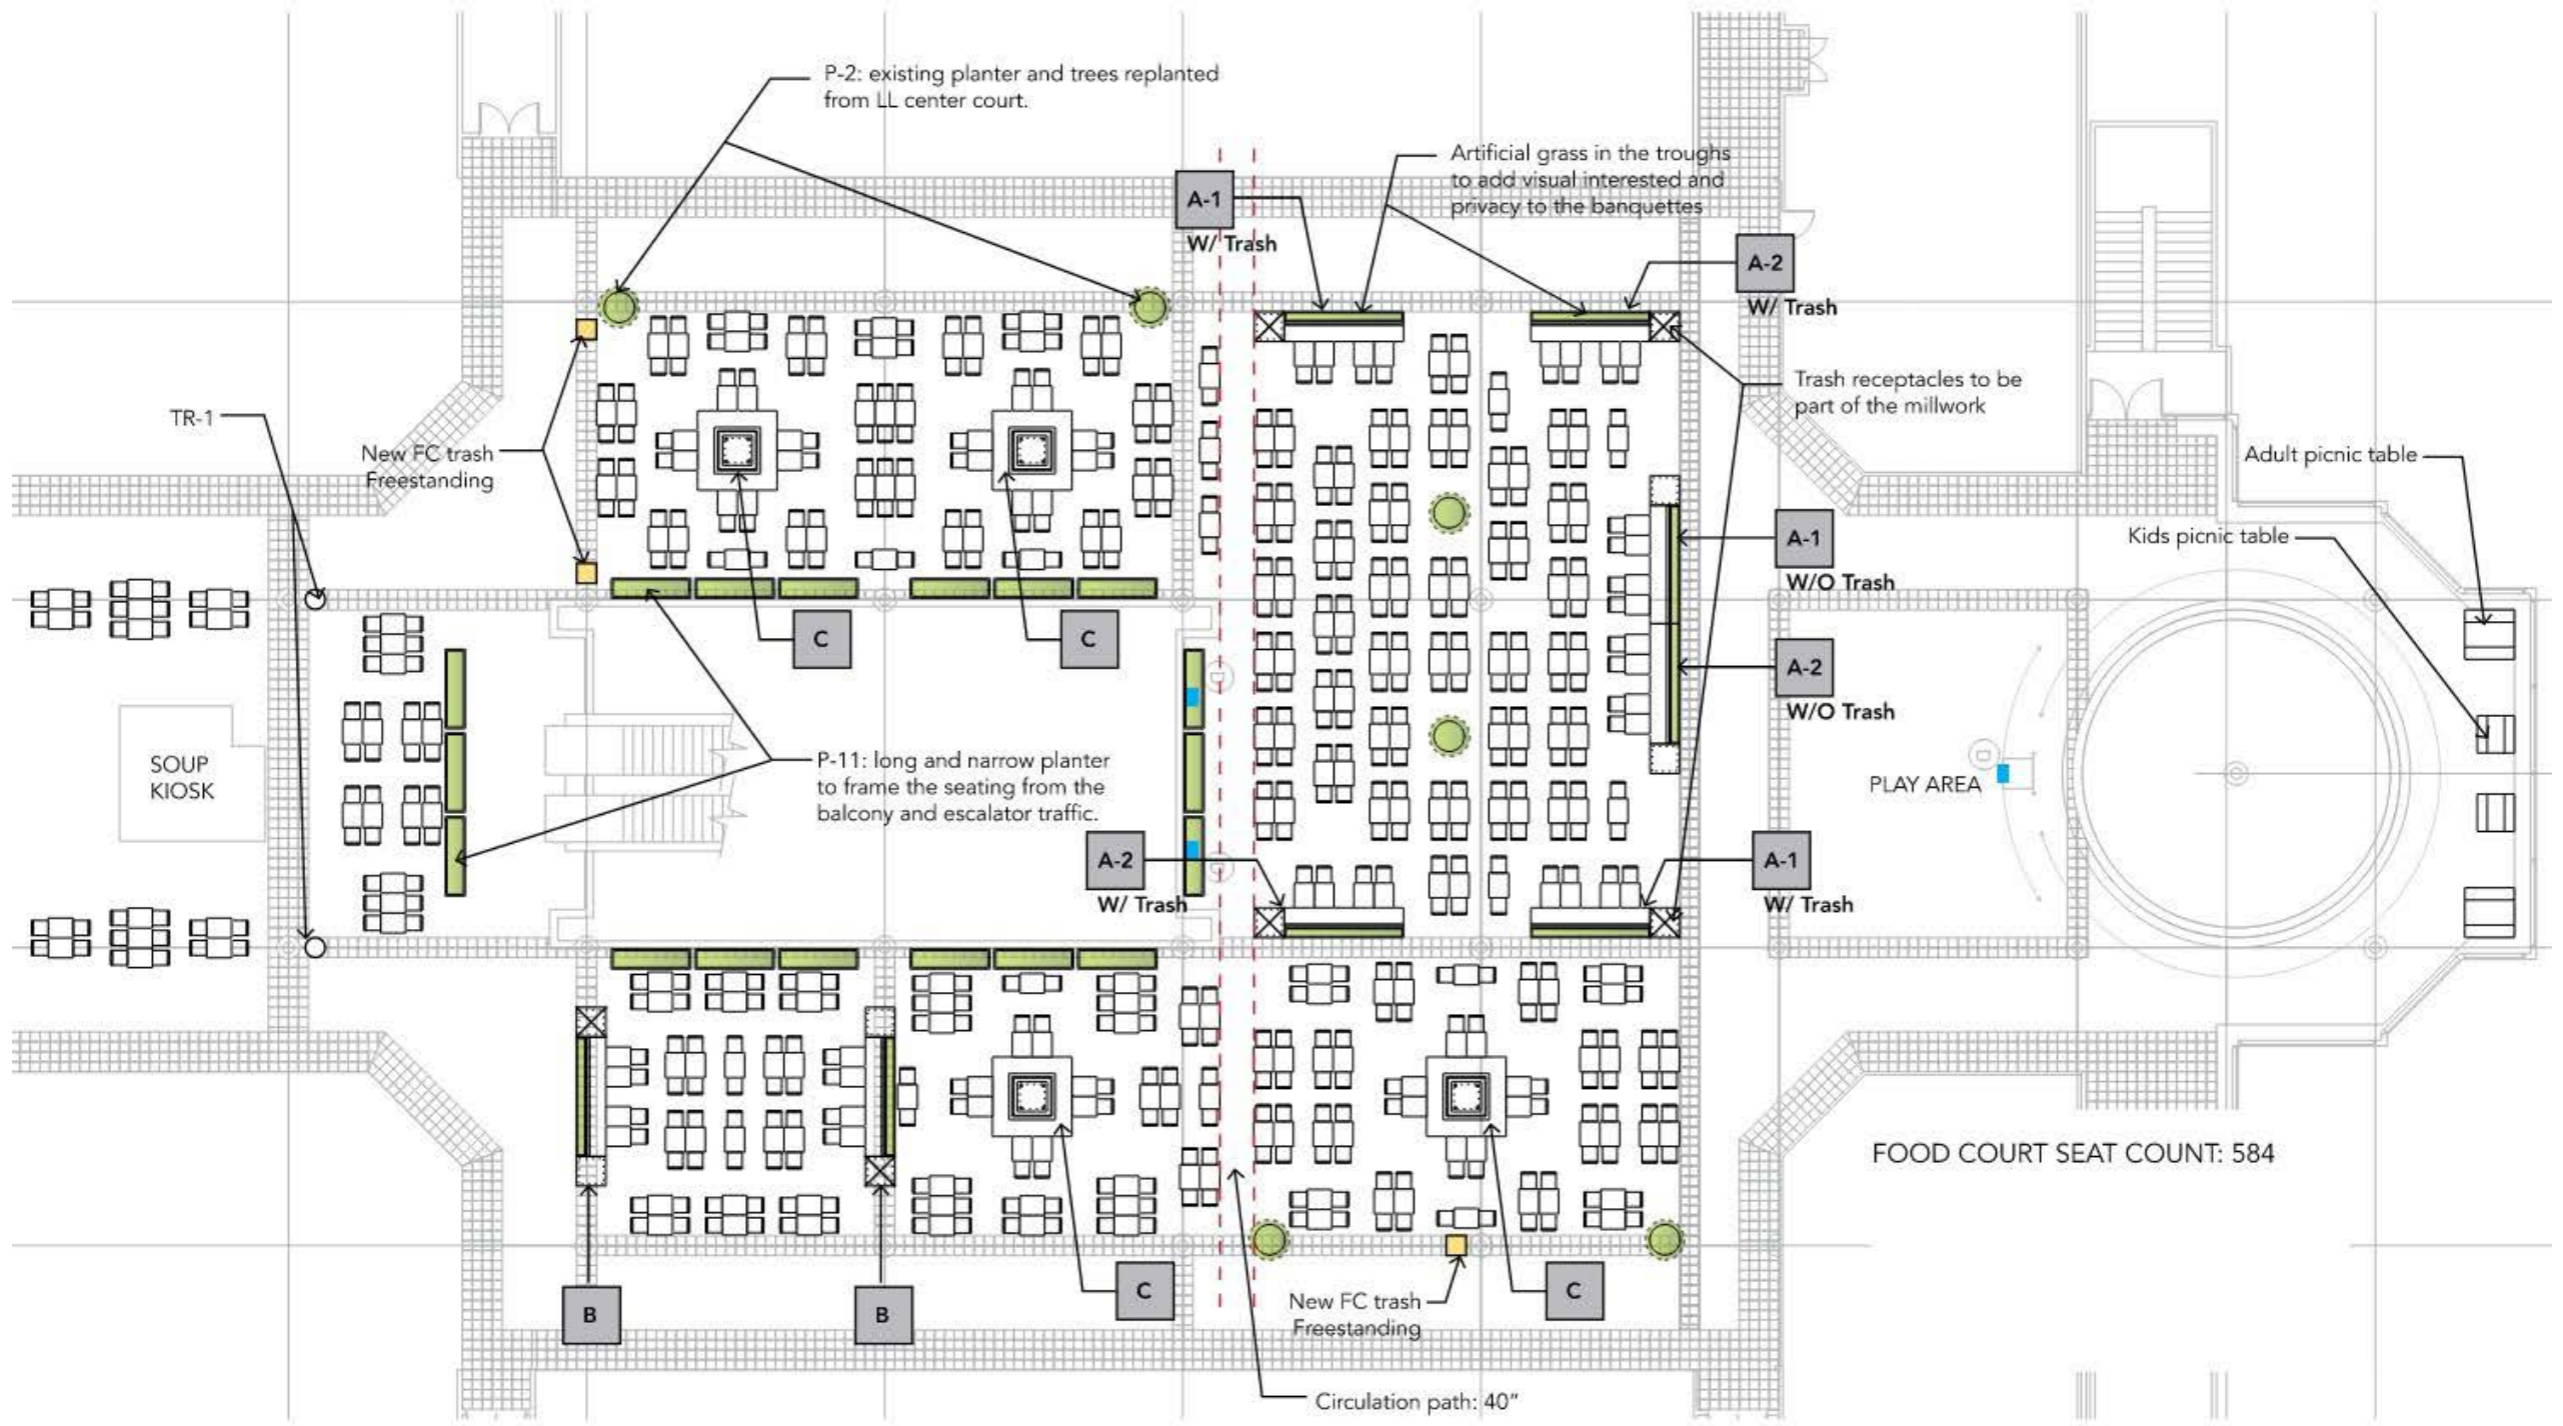 P-2: existing planter and trees replanted
from LL center court.
Artificial grass in the troughs
to add visual interested and
privacy to the banquettes
A-1
W/ Trash
A-2
W/ Trash
Trash receptacles to be
part of the millwork
TR-1
New FC trash
Freestanding
Adult picnic table
Kids picnic table
A-1
W/O Trash
C
C
A-2
W/O Trash
SOUP
KIOSK
P-11: long and narrow planter
to frame the seating from the
balcony and escalator traffic.
PLAY AREA
A-2
W/ Trash
A-1
W/ Trash
FOOD COURT SEAT COUNT: 584
B
B
C
C
New FC trash
Freestanding
Circulation path: 40"